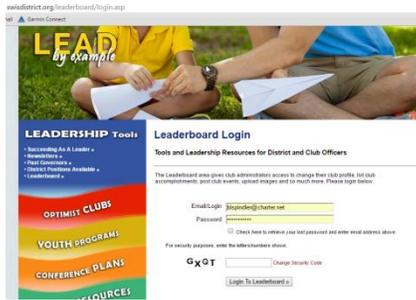 swisdistrict.org/leaderboard/login.asp
Garmin Connect
LEAD
by example
LEADERSHIP Tools
• Succeeding As A Leader »
• Newsletters »
• Past Governors »
• District Positions Available »
• Leaderboard »
OPTIMIST CLUBS
YOUTH PROGRAMS
CONFERENCE PLANS
RESOURCES
Leaderboard Login
Tools and Leadership Resources for District and Club Officers
The Leaderboard area gives club administrators access to change their club profile, list club
accomplishments, post club events, upload images and so much more. Please login below.
Email/Login
blspindler@charter.net
Password
Check here to retrieve your lost password and enter email address above.
For security purposes, enter the letters/numbers shown.
GXQT
Change Security Code
Login To Leaderboard »